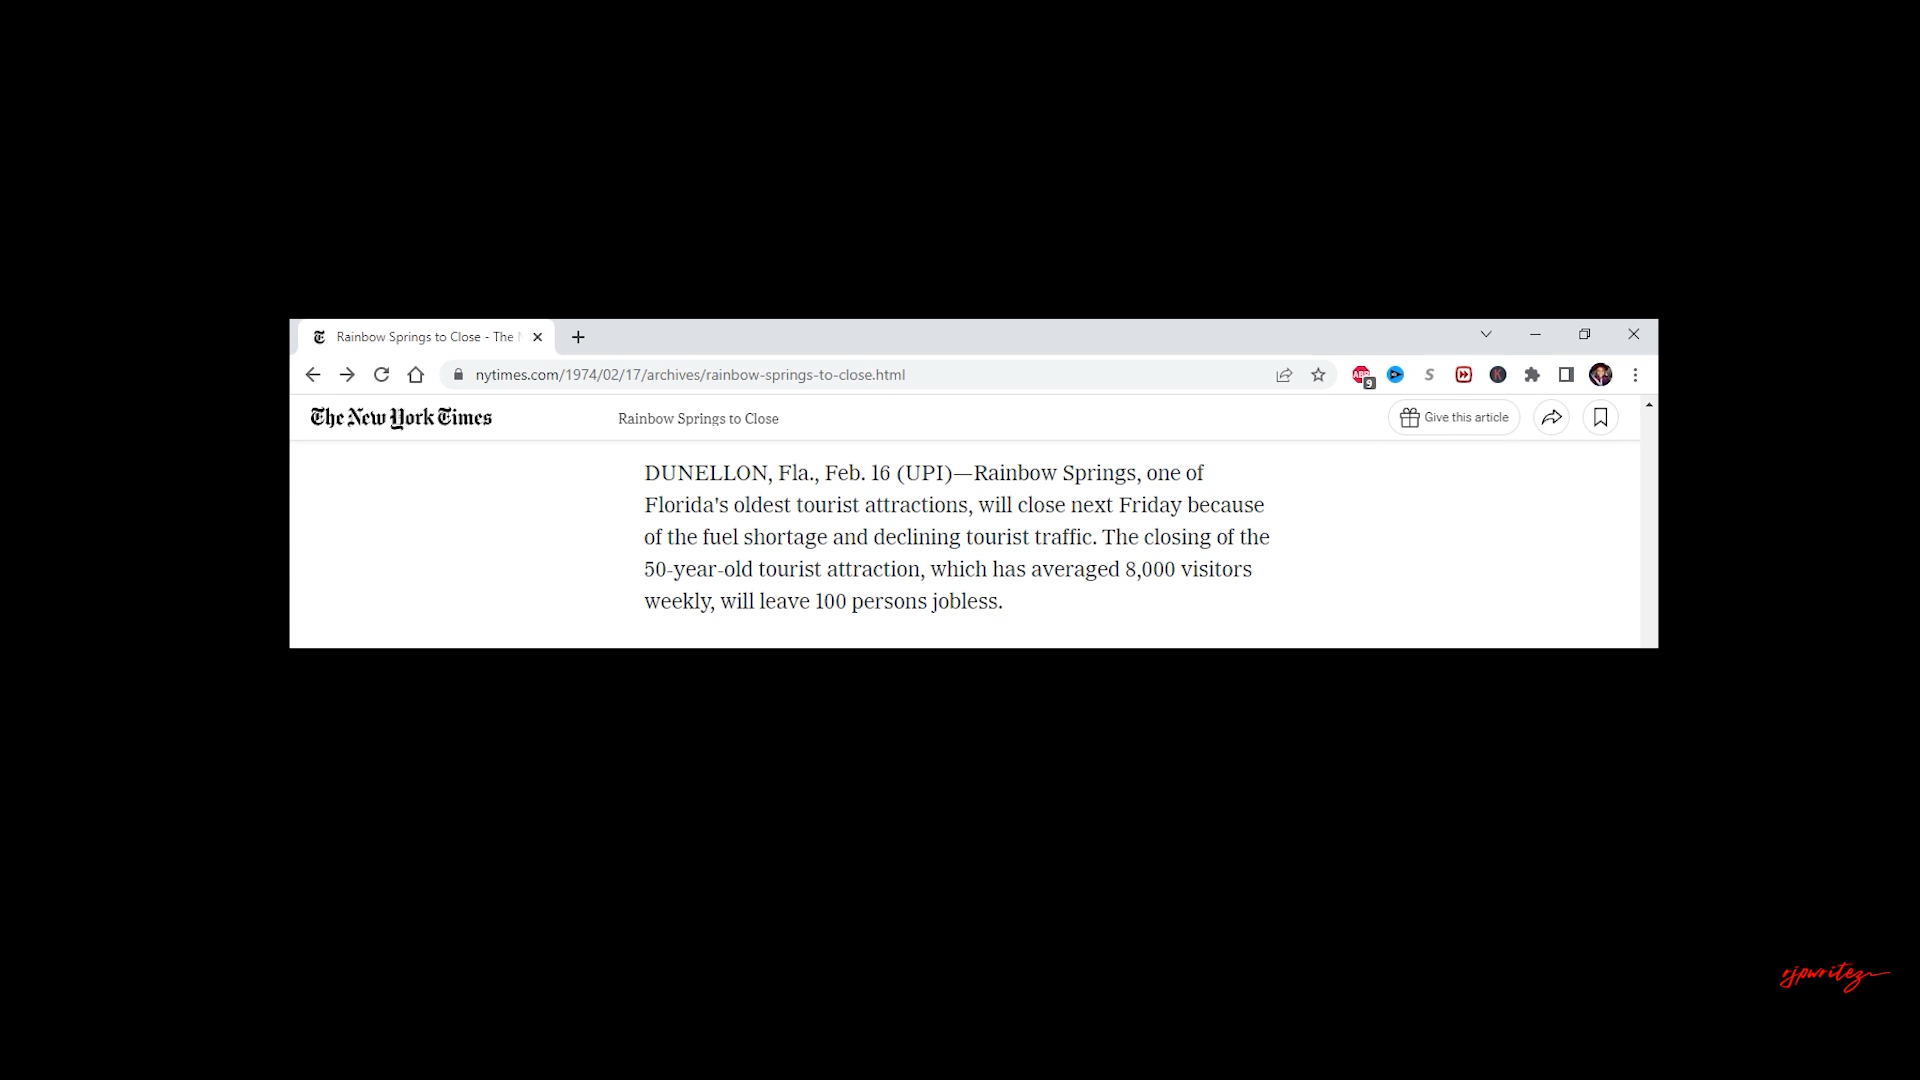 Rainbow Springs to Close - The
nytimes.com/1974/02/17/archives/rainbow-springs-to-close.html
ABP
9
S
K
The New York Times
Rainbow Springs to Close
Give this article
DUNELLON, Fla., Feb. 16 (UPI)—Rainbow Springs, one of
Florida's oldest tourist attractions, will close next Friday because
of the fuel shortage and declining tourist traffic. The closing of the
50-year-old tourist attraction, which has averaged 8,000 visitors
weekly, will leave 100 persons jobless.
rjpwritez